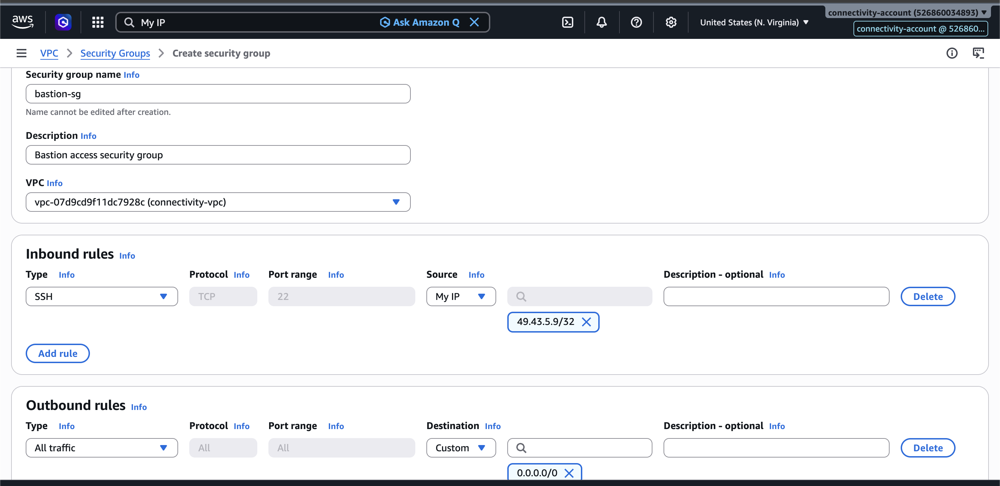 aws
My IP
Ask Amazon Q
United States (N. Virginia)
connectivity-account (526860034893)
connectivity-account @ 526860...
VPC
Security Groups
Create security group
Security group name Info
bastion-sg
Name cannot be edited after creation.
Description Info
Bastion access security group
VPC Info
vpc-07d9cd9f11dc7928c (connectivity-vpc)
Inbound rules Info
Type Info Protocol Info Port range Info Source Info Description - optional Info
SSH TCP 22 My IP Delete
49.43.5.9/32
Add rule
Outbound rules Info
Type Info Protocol Info Port range Info Destination Info Description - optional Info
All traffic All All Custom Delete
0.0.0.0/0